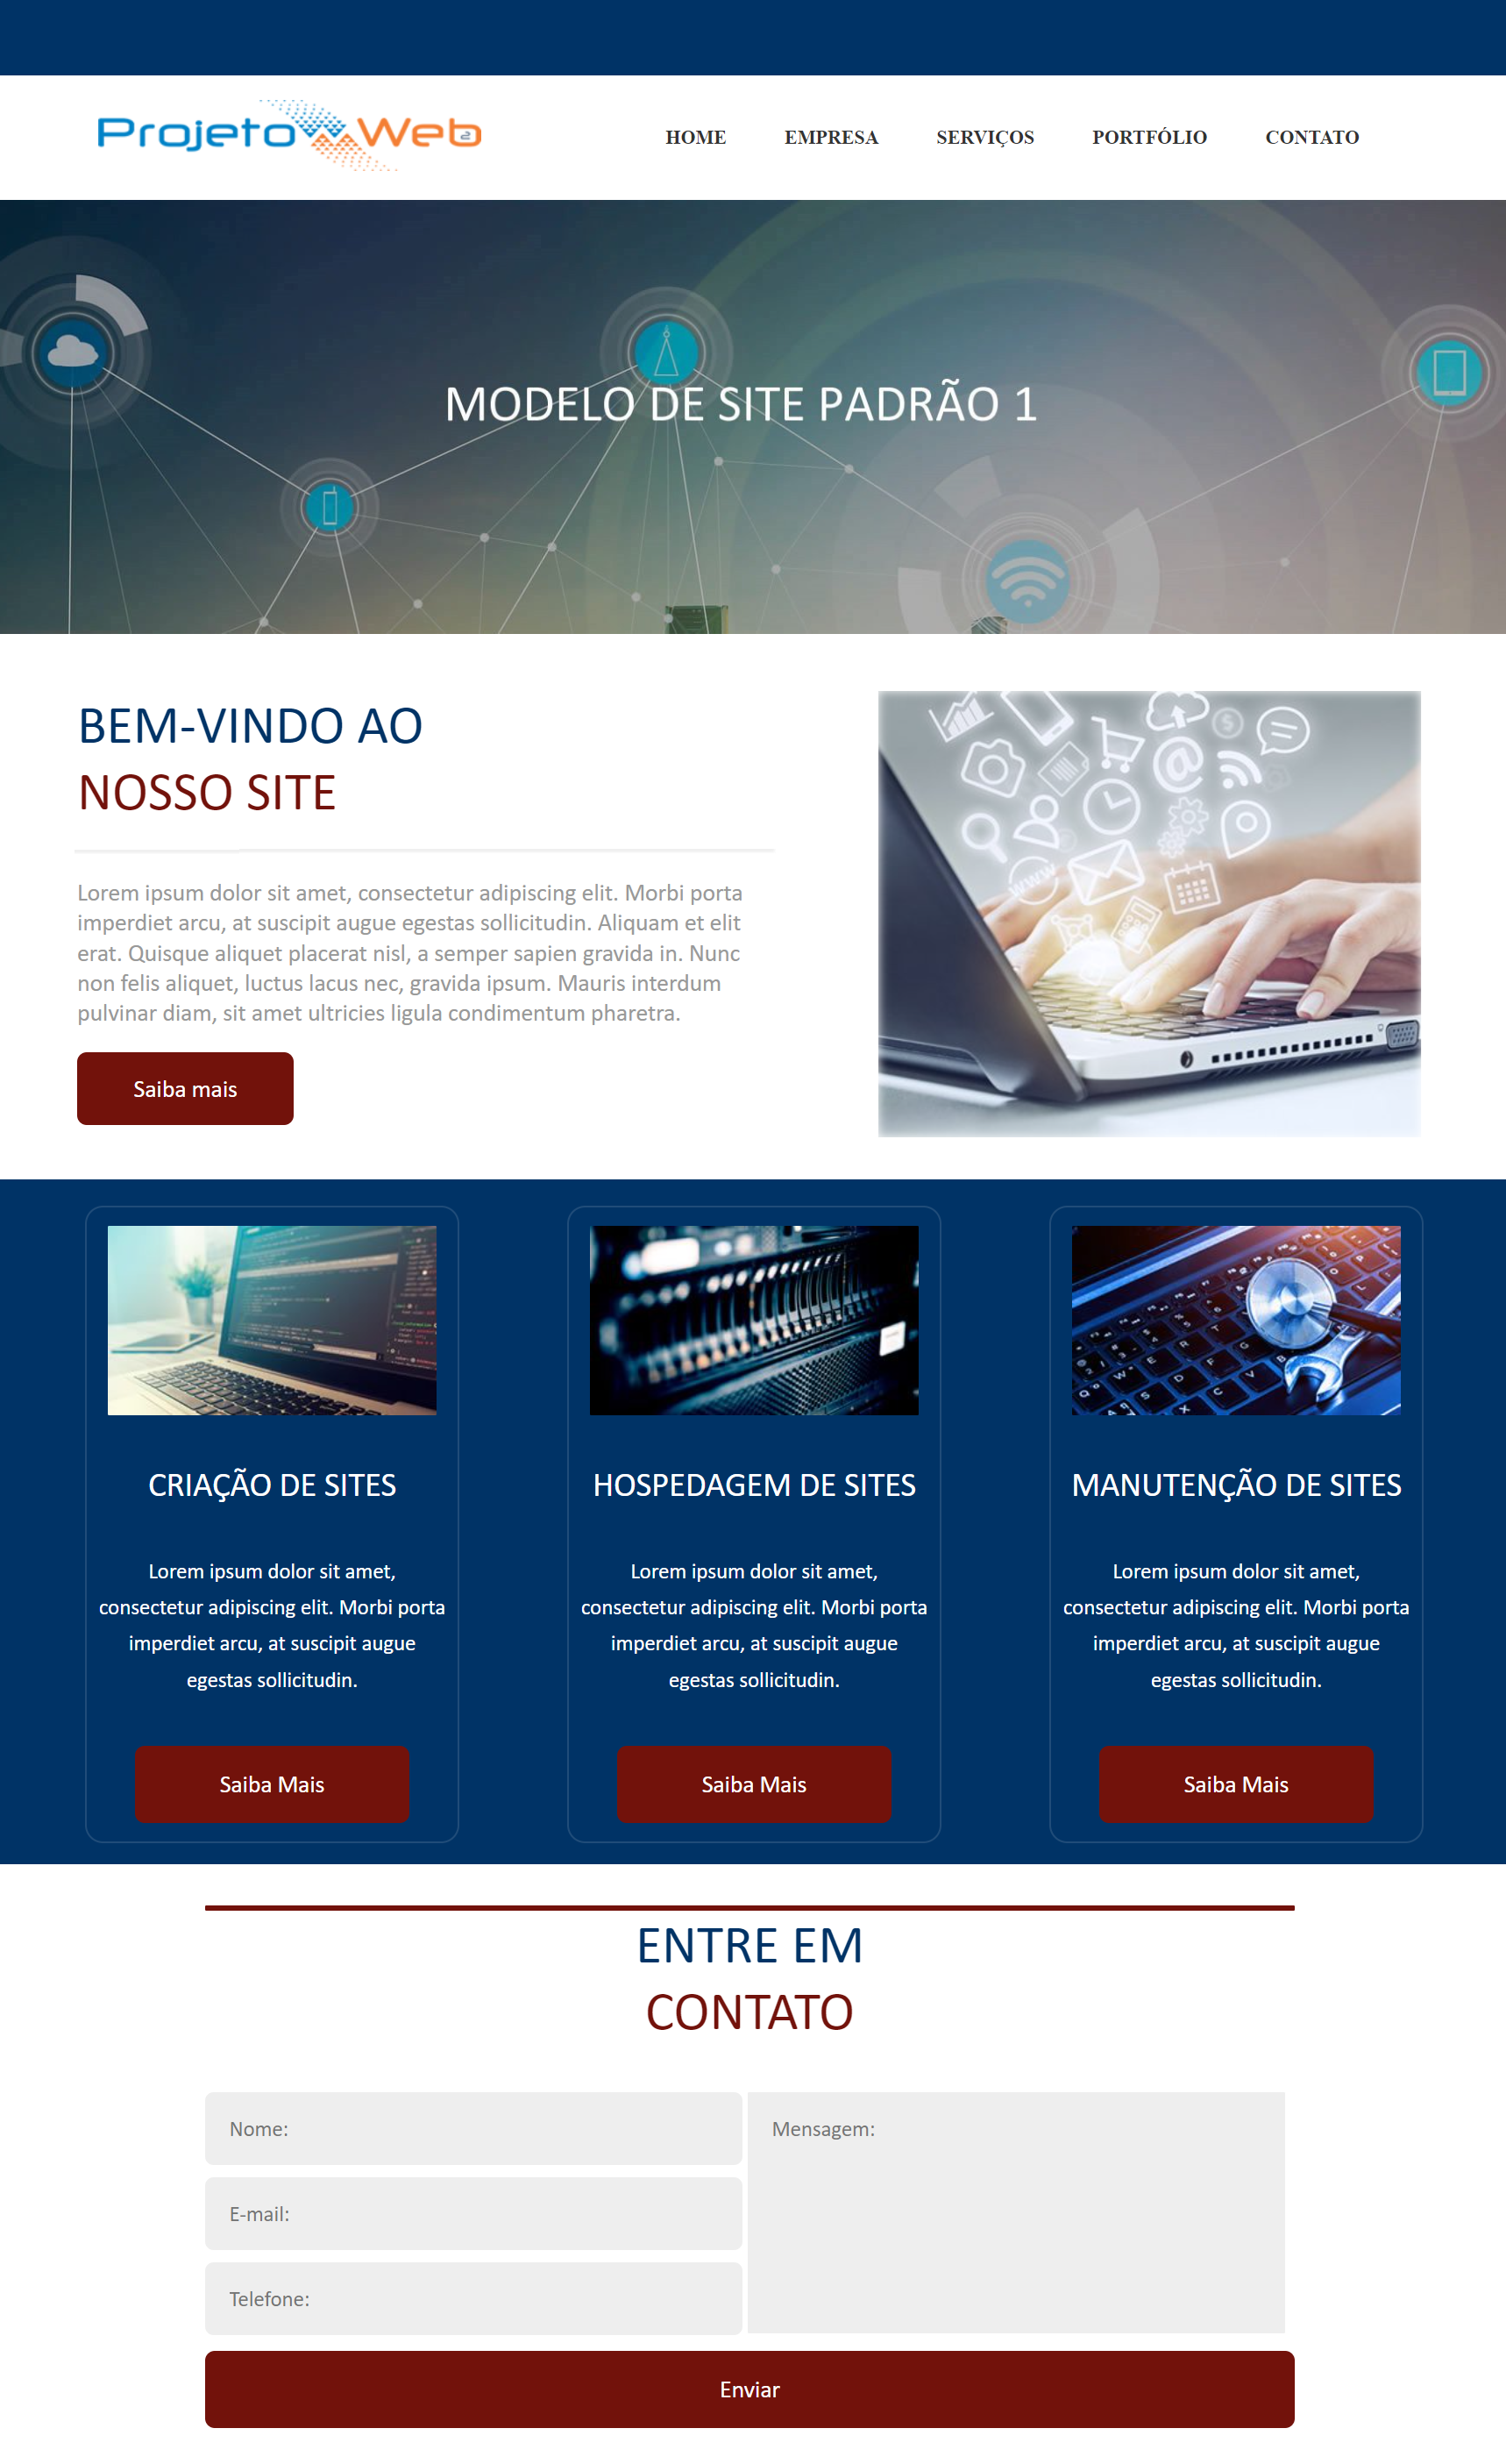 ProjetoWeb2
HOME EMPRESA SERVIÇOS PORTFÓLIO CONTATO
MODELO DE SITE PADRÃO 1
BEM-VINDO AO
NOSSO SITE
Lorem ipsum dolor sit amet, consectetur adipiscing elit. Morbi porta
imperdiet arcu, at suscipit augue egestas sollicitudin. Aliquam et elit
erat. Quisque aliquet placerat nisl, a semper sapien gravida in. Nunc
non felis aliquet, luctus lacus nec, gravida ipsum. Mauris interdum
pulvinar diam, sit amet ultricies ligula condimentum pharetra.
Saiba mais
$
@
www
CRIAÇÃO DE SITES
Lorem ipsum dolor sit amet,
consectetur adipiscing elit. Morbi porta
imperdiet arcu, at suscipit augue
egestas sollicitudin.
Saiba Mais
HOSPEDAGEM DE SITES
Lorem ipsum dolor sit amet,
consectetur adipiscing elit. Morbi porta
imperdiet arcu, at suscipit augue
egestas sollicitudin.
Saiba Mais
MANUTENÇÃO DE SITES
Lorem ipsum dolor sit amet,
consectetur adipiscing elit. Morbi porta
imperdiet arcu, at suscipit augue
egestas sollicitudin.
Saiba Mais
ENTRE EM
CONTATO
Nome:
E-mail:
Telefone:
Mensagem:
Enviar